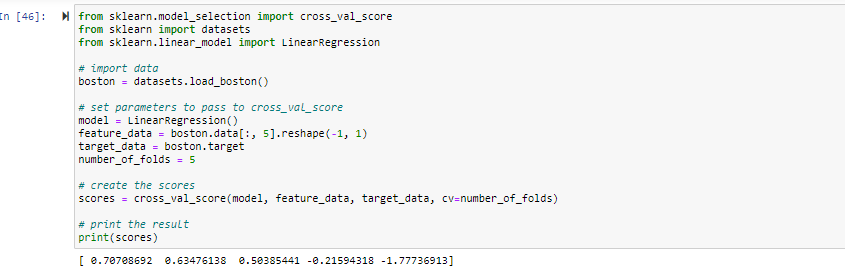 In [46]:
from sklearn.model_selection import cross_val_score
from sklearn import datasets
from sklearn.linear_model import LinearRegression
# import data
boston = datasets.load_boston()
# set parameters to pass to cross_val_score
model = LinearRegression()
feature_data = boston.data[:, 5].reshape(-1, 1)
target_data = boston.target
number_of_folds = 5
# create the scores
scores = cross_val_score(model, feature_data, target_data, cv=number_of_folds)
# print the result
print(scores)
[ 0.70708692  0.63476138  0.50385441 -0.21594318 -1.77736913]